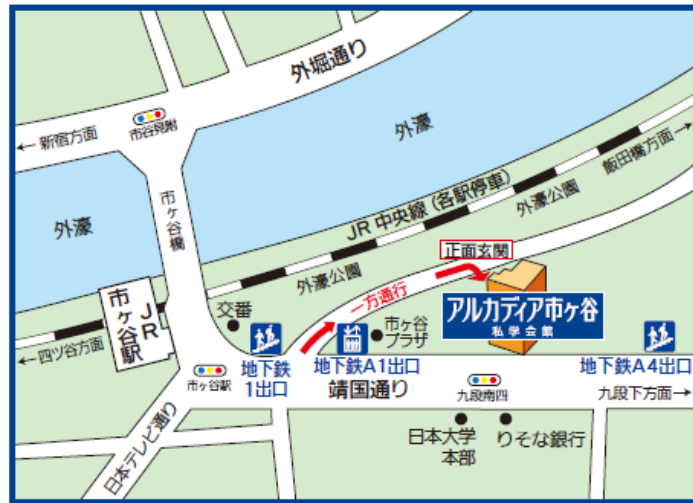 外堀通り
←新宿方面
市谷見附
外濠
飯田橋方面→
外濠
市ヶ谷橋
JR中央線(各駅停車)
外濠公園
外濠公園
正面玄関
JR
市ヶ谷駅
交番
一方通行
アルカディア市ヶ谷
私学会館
市ヶ谷
プラザ
←四ツ谷方面
地下鉄
1出口
地下鉄A1出口
地下鉄A4出口
市ヶ谷駅
靖国通り
九段南四
九段下方面→
日本テレビ通り
日本大学
本部
りそな銀行